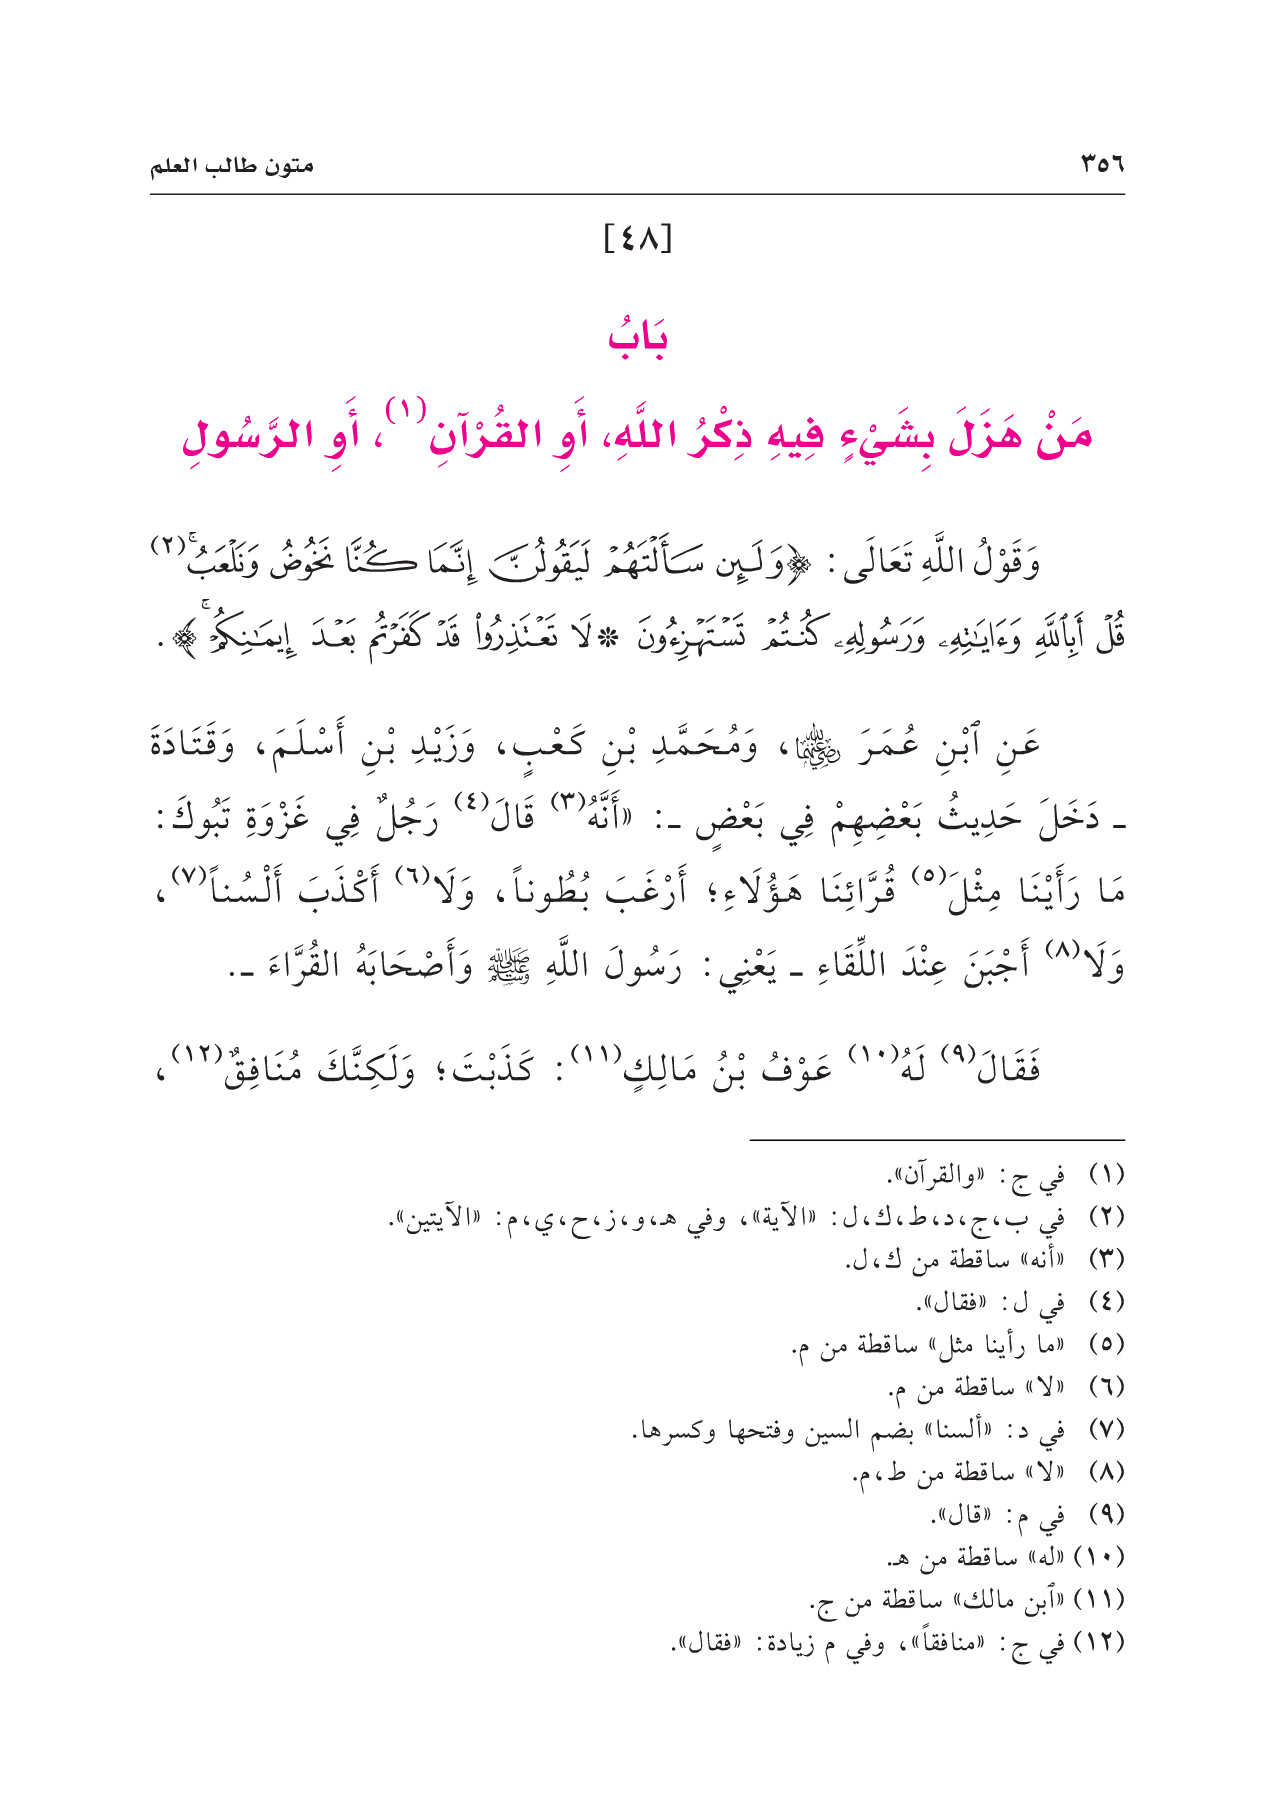 ٣٥٦ متون طالب العلم
[٤٨]
بَابُ
مَنْ هَزَلَ بِشَيْءٍ فِيهِ ذِكْرُ اللَّهِ، أَوِ القُرْآنِ(١)، أَوِ الرَّسُولِ
وَقَوْلُ اللَّهِ تَعَالَى: ﴿وَلَئِن سَأَلْتَهُمْ لَيَقُولُنَّ إِنَّمَا كُنَّا نَخُوضُ وَنَلْعَبُ ۚ(٢)
قُلْ أَبِٱللَّهِ وَءَايَٰتِهِۦ وَرَسُولِهِۦ كُنتُمْ تَسْتَهْزِءُونَ * لَا تَعْتَذِرُواْ قَدْ كَفَرْتُم بَعْدَ إِيمَٰنِكُمْ ۚ﴾.
عَنِ ٱبْنِ عُمَرَ رضي الله عنهما، وَمُحَمَّدِ بْنِ كَعْبٍ، وَزَيْدِ بْنِ أَسْلَمَ، وَقَتَادَةَ
ـ دَخَلَ حَدِيثُ بَعْضِهِمْ فِي بَعْضٍ ـ: «أَنَّهُ(٣) قَالَ(٤) رَجُلٌ فِي غَزْوَةِ تَبُوكَ:
مَا رَأَيْنَا مِثْلَ(٥) قُرَّائِنَا هَؤُلَاءِ؛ أَرْغَبَ بُطُوناً، وَلَا(٦) أَكْذَبَ أَلْسُناً(٧)،
وَلَا(٨) أَجْبَنَ عِنْدَ اللِّقَاءِ ـ يَعْنِي: رَسُولَ اللَّهِ ﷺ وَأَصْحَابَهُ القُرَّاءَ ـ.
فَقَالَ(٩) لَهُ(١٠) عَوْفُ بْنُ مَالِكٍ(١١): كَذَبْتَ؛ وَلَكِنَّكَ مُنَافِقٌ(١٢)،
(١) في ج: «والقرآن».
(٢) في ب،ج،د،ط،ك،ل: «الآية»، وفي هـ،و،ز،ح،ي،م: «الآيتين».
(٣) «أنه» ساقطة من ك،ل.
(٤) في ل: «فقال».
(٥) «ما رأينا مثل» ساقطة من م.
(٦) «لا» ساقطة من م.
(٧) في د: «ألسنا» بضم السين وفتحها وكسرها.
(٨) «لا» ساقطة من ط،م.
(٩) في م: «قال».
(١٠) «له» ساقطة من هـ.
(١١) «ٱبن مالك» ساقطة من ج.
(١٢) في ج: «منافقاً»، وفي م زيادة: «فقال».